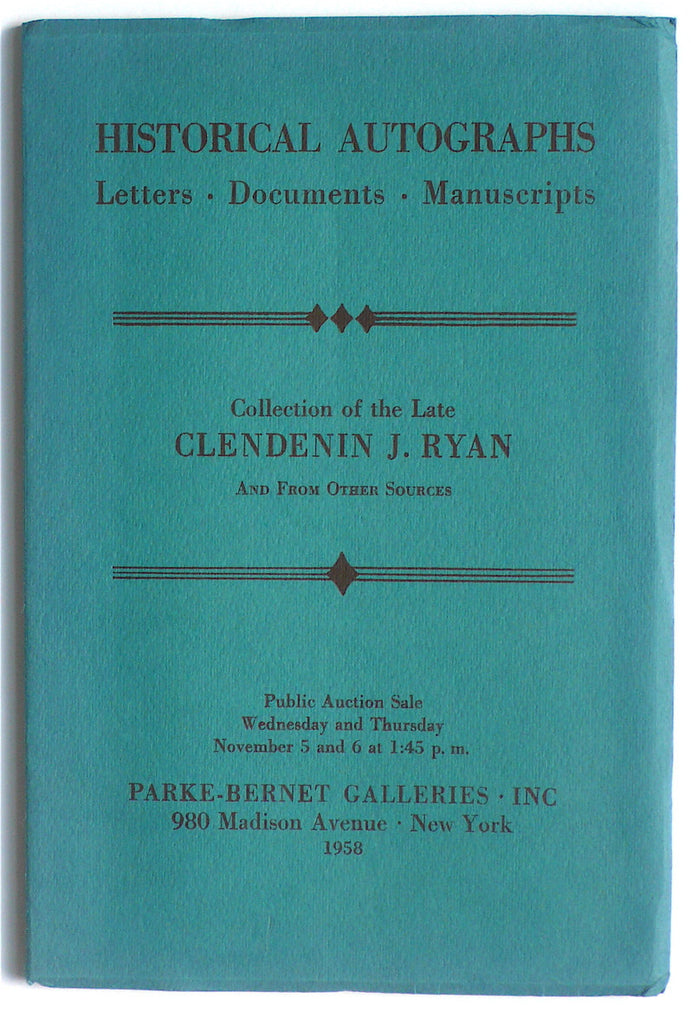 HISTORICAL AUTOGRAPHS
Letters · Documents · Manuscripts
Collection of the Late
CLENDENIN J. RYAN
AND FROM OTHER SOURCES
Public Auction Sale
Wednesday and Thursday
November 5 and 6 at 1:45 p. m.
PARKE-BERNET GALLERIES · INC
980 Madison Avenue · New York
1958